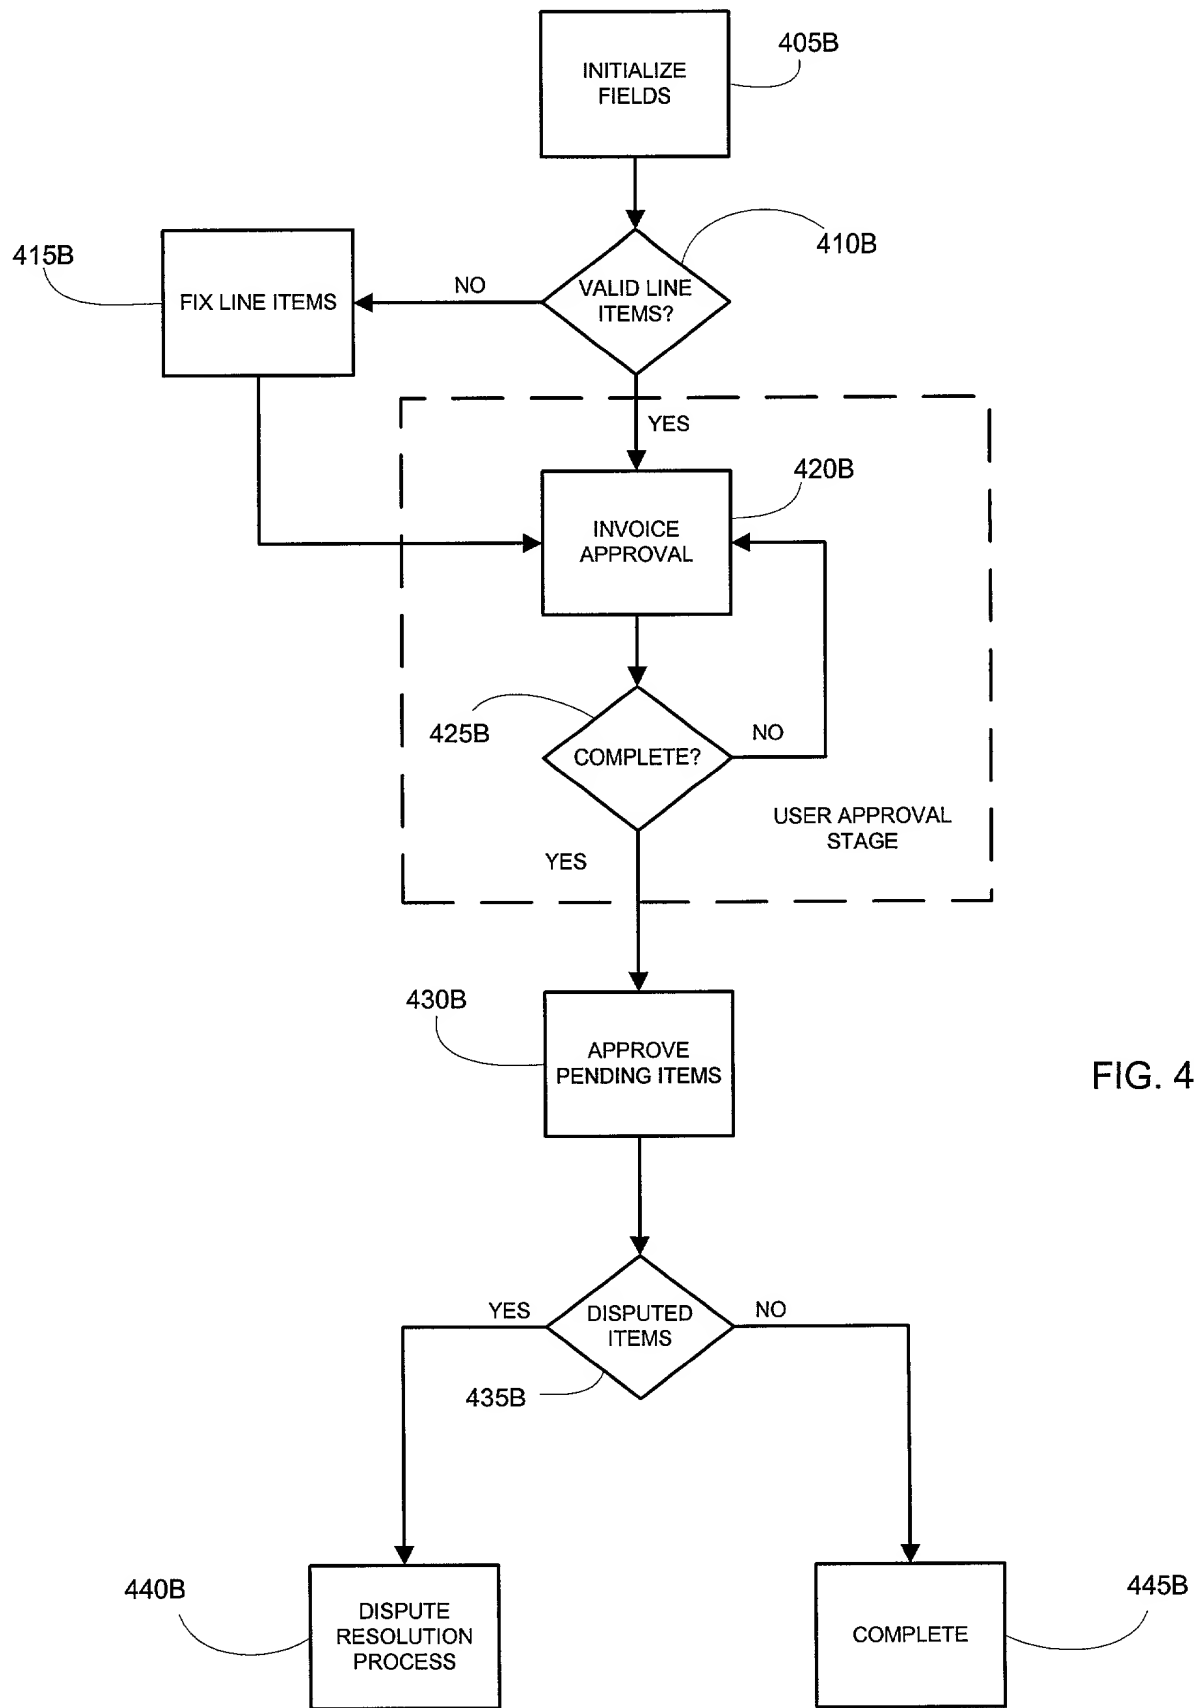 INITIALIZE
FIELDS
405B
VALID LINE
ITEMS?
410B
NO
FIX LINE ITEMS
415B
YES
INVOICE
APPROVAL
420B
COMPLETE?
425B
NO
USER APPROVAL
STAGE
YES
APPROVE
PENDING ITEMS
430B
FIG. 4
DISPUTED
ITEMS
435B
YES
NO
DISPUTE
RESOLUTION
PROCESS
440B
COMPLETE
445B